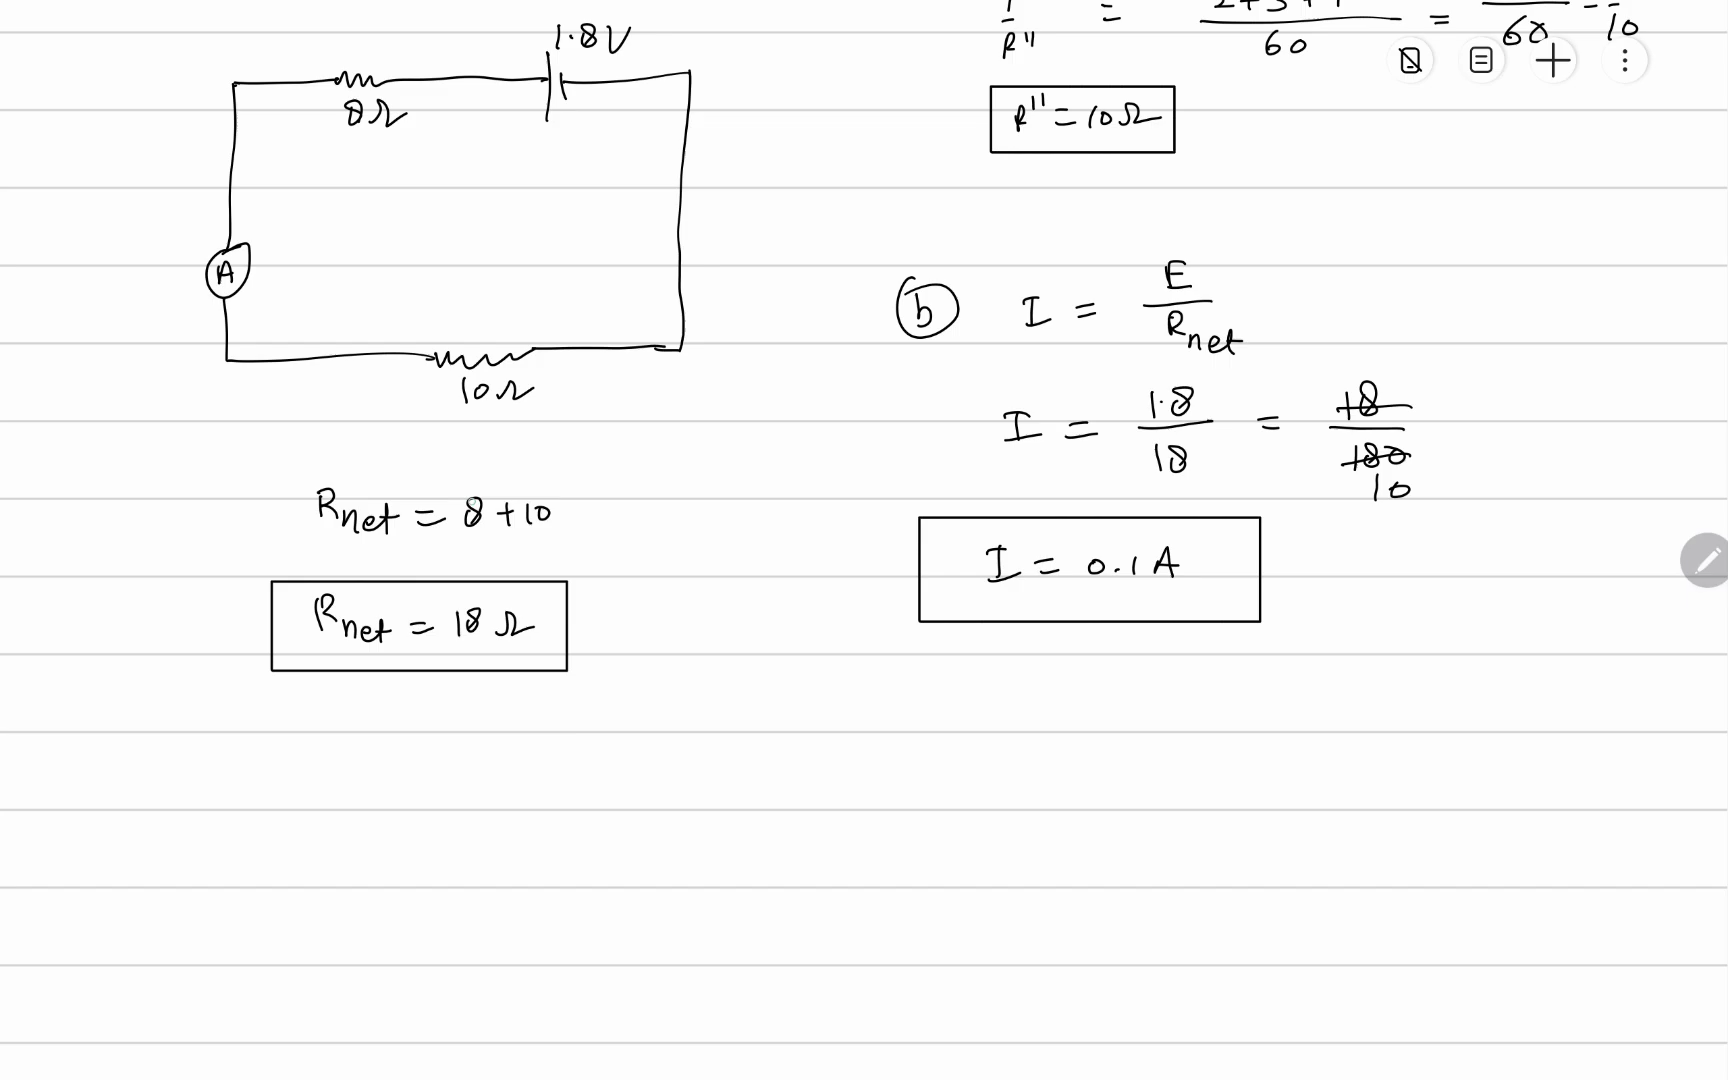 1/R'' = /60 = /60 = /10
1.8V
8Ω
R'' = 10Ω
A
10Ω
b I = E/Rnet
I = 1.8/18 = 18/180 10
Rnet = 8+10
I = 0.1 A
Rnet = 18 Ω